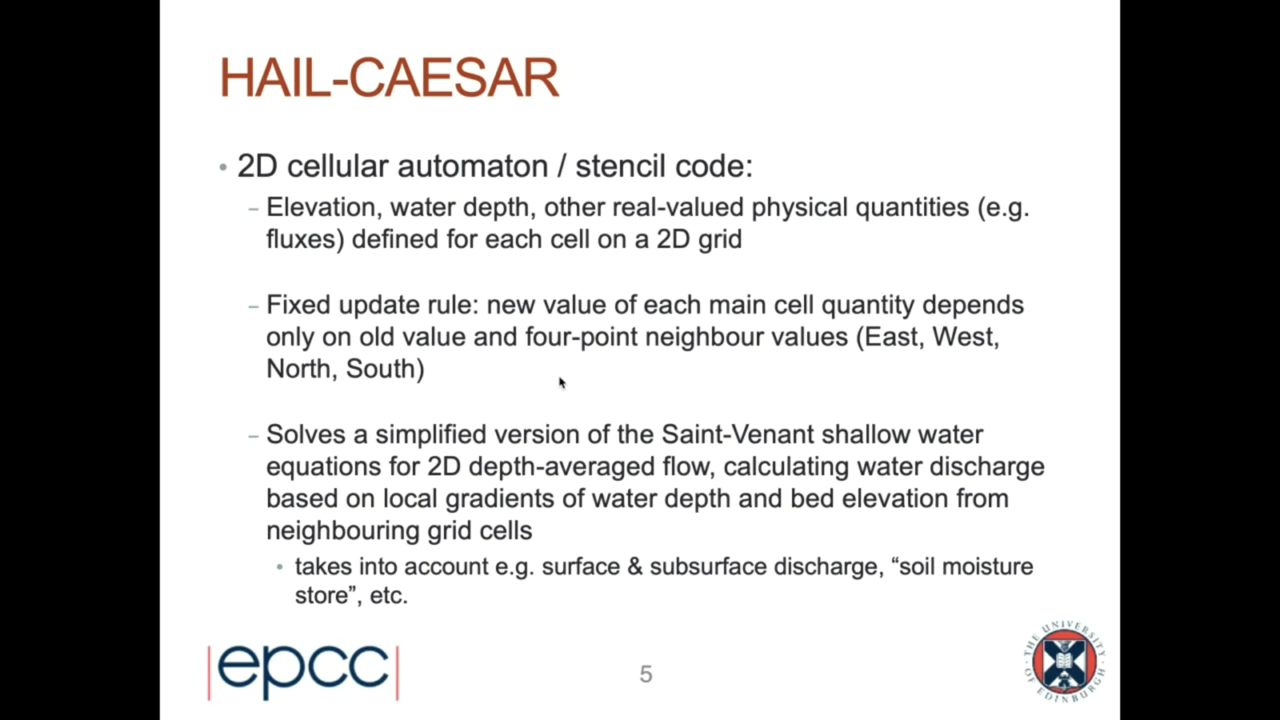 HAIL-CAESAR
• 2D cellular automaton / stencil code:
– Elevation, water depth, other real-valued physical quantities (e.g.
fluxes) defined for each cell on a 2D grid
– Fixed update rule: new value of each main cell quantity depends
only on old value and four-point neighbour values (East, West,
North, South)
– Solves a simplified version of the Saint-Venant shallow water
equations for 2D depth-averaged flow, calculating water discharge
based on local gradients of water depth and bed elevation from
neighbouring grid cells
• takes into account e.g. surface & subsurface discharge, “soil moisture
store”, etc.
|epcc|
5
THE UNIVERSITY
OF EDINBURGH